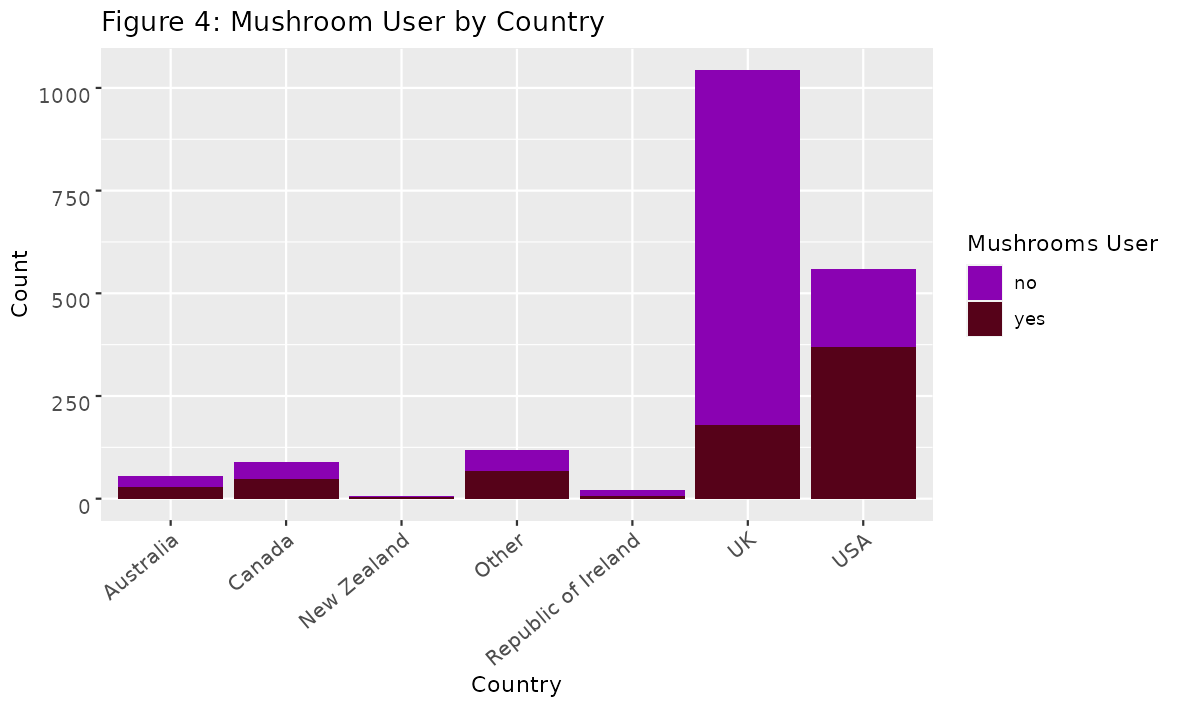 Figure 4: Mushroom User by Country
1000
750
500
250
0
Count
Australia
Canada
New Zealand
Other
Republic of Ireland
UK
USA
Country
Mushrooms User
no
yes